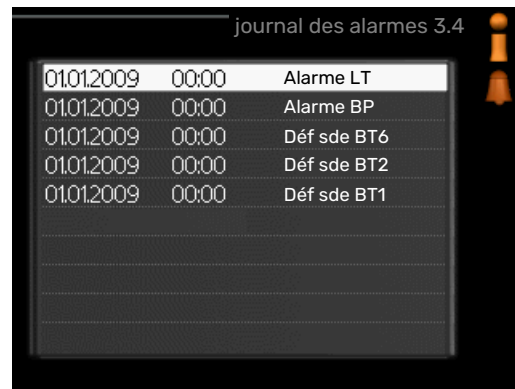 journal des alarmes 3.4
01.01.2009 00:00 Alarme LT
01.01.2009 00:00 Alarme BP
01.01.2009 00:00 Déf sde BT6
01.01.2009 00:00 Déf sde BT2
01.01.2009 00:00 Déf sde BT1